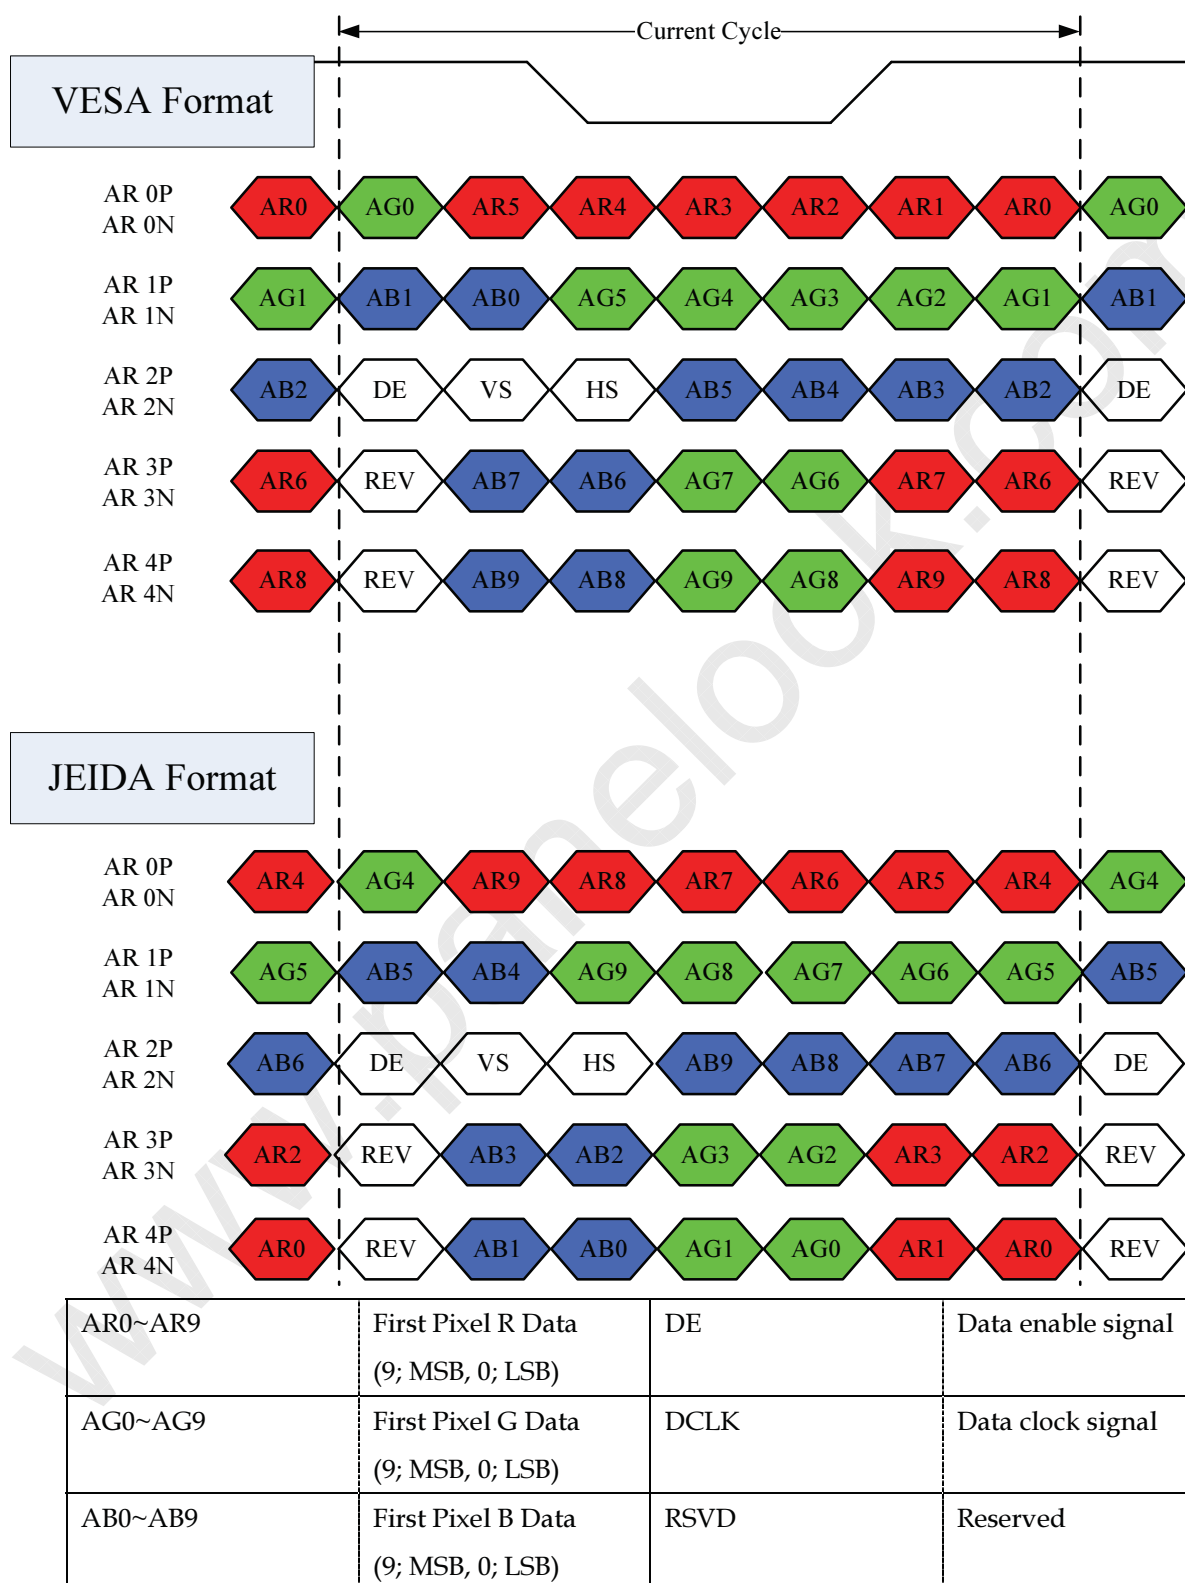 Current Cycle
VESA Format
AR 0P
AR 0N
AR0 AG0 AR5 AR4 AR3 AR2 AR1 AR0 AG0
AR 1P
AR 1N
AG1 AB1 AB0 AG5 AG4 AG3 AG2 AG1 AB1
AR 2P
AR 2N
AB2 DE VS HS AB5 AB4 AB3 AB2 DE
AR 3P
AR 3N
AR6 REV AB7 AB6 AG7 AG6 AR7 AR6 REV
AR 4P
AR 4N
AR8 REV AB9 AB8 AG9 AG8 AR9 AR8 REV
JEIDA Format
AR 0P
AR 0N
AR4 AG4 AR9 AR8 AR7 AR6 AR5 AR4 AG4
AR 1P
AR 1N
AG5 AB5 AB4 AG9 AG8 AG7 AG6 AG5 AB5
AR 2P
AR 2N
AB6 DE VS HS AB9 AB8 AB7 AB6 DE
AR 3P
AR 3N
AR2 REV AB3 AB2 AG3 AG2 AR3 AR2 REV
AR 4P
AR 4N
AR0 REV AB1 AB0 AG1 AG0 AR1 AR0 REV
AR0~AR9 First Pixel R Data DE Data enable signal
(9; MSB, 0; LSB)
AG0~AG9 First Pixel G Data DCLK Data clock signal
(9; MSB, 0; LSB)
AB0~AB9 First Pixel B Data RSVD Reserved
(9; MSB, 0; LSB)
www.panelook.com